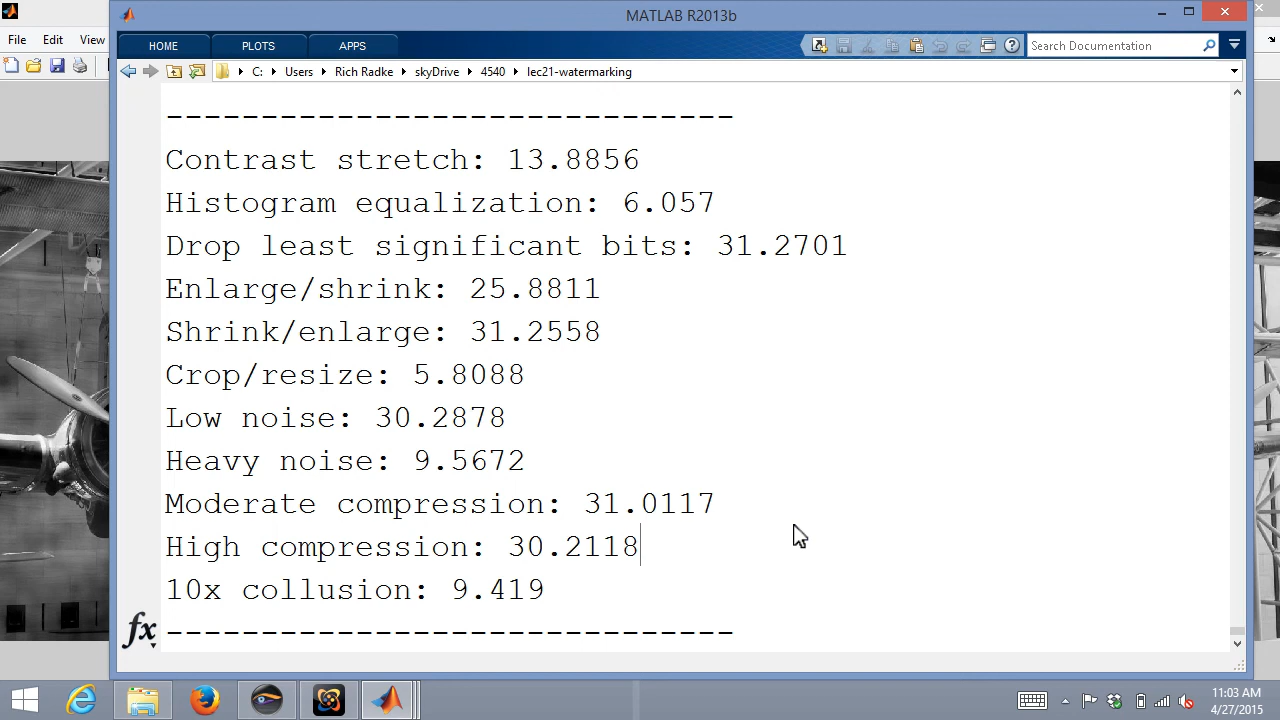 MATLAB R2013b
File Edit View
HOME PLOTS APPS
Search Documentation
C: Users Rich Radke skyDrive 4540 lec21-watermarking
------------------------------
Contrast stretch: 13.8856
Histogram equalization: 6.057
Drop least significant bits: 31.2701
Enlarge/shrink: 25.8811
Shrink/enlarge: 31.2558
Crop/resize: 5.8088
Low noise: 30.2878
Heavy noise: 9.5672
Moderate compression: 31.0117
High compression: 30.2118
10x collusion: 9.419
fx
------------------------------
11:03 AM
4/27/2015